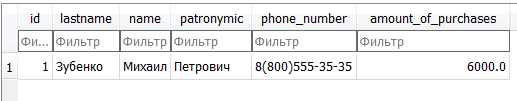 id lastname name patronymic phone_number amount_of_purchases
Фи... Фильтр Фильтр Фильтр Фильтр Фильтр
1 1 Зубенко Михаил Петрович 8(800)555-35-35 6000.0